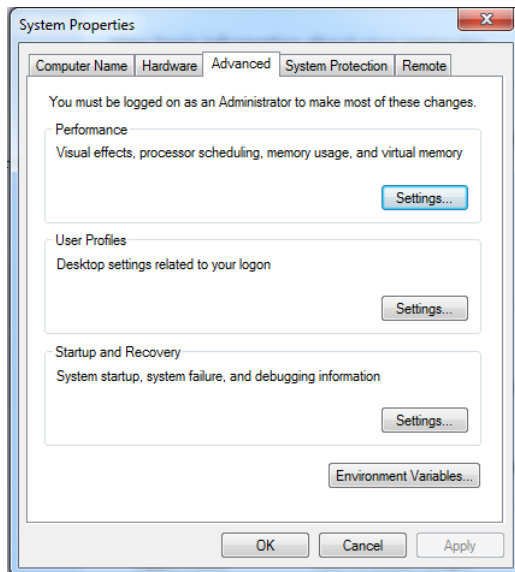 System Properties
Computer Name
Hardware
Advanced
System Protection
Remote
You must be logged on as an Administrator to make most of these changes.
Performance
Visual effects, processor scheduling, memory usage, and virtual memory
Settings...
User Profiles
Desktop settings related to your logon
Settings...
Startup and Recovery
System startup, system failure, and debugging information
Settings...
Environment Variables...
OK
Cancel
Apply